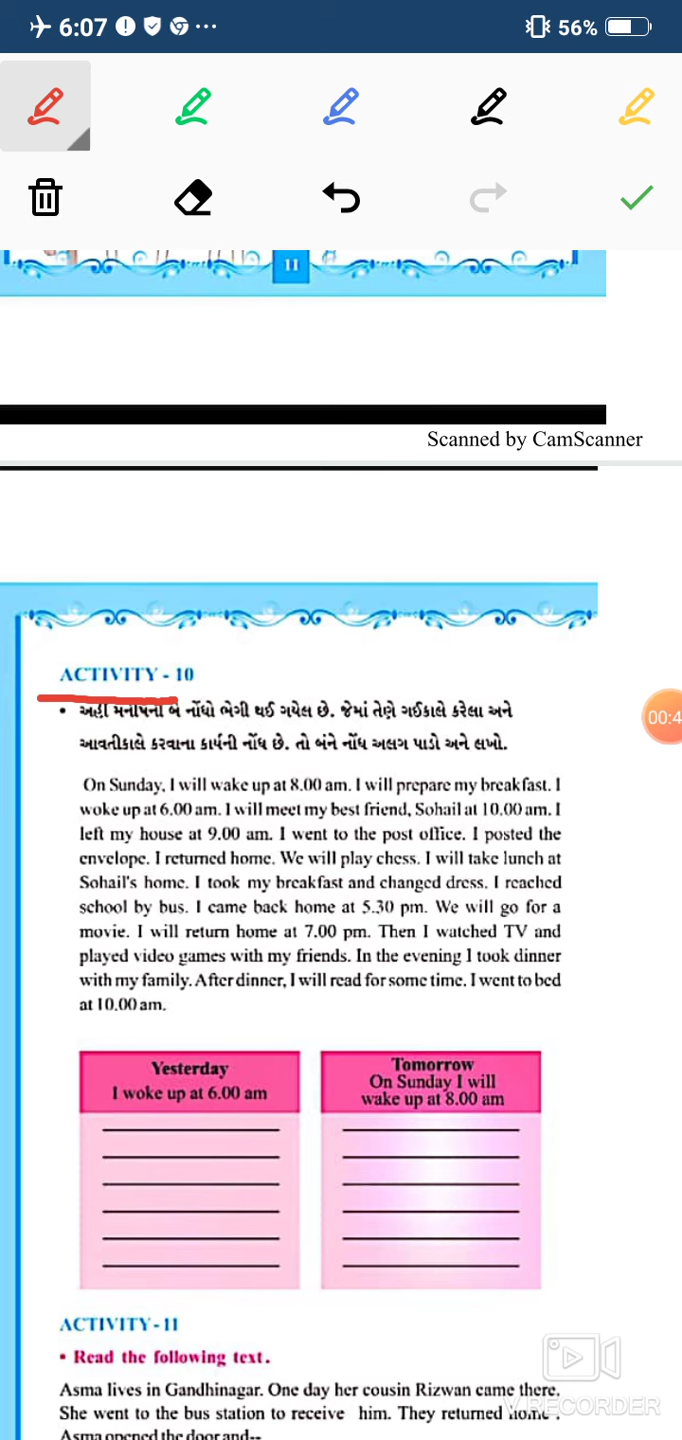 6:07
56%
11
Scanned by CamScanner
ACTIVITY - 10
• અહીં મનીષની બે નોંધો ભેગી થઈ ગયેલ છે. જેમાં તેણે ગઈકાલે કરેલા અને
આવતીકાલે કરવાના કાર્યની નોંધ છે. તો બંને નોંધ અલગ પાડો અને લખો.
00:4
On Sunday, I will wake up at 8.00 am. I will prepare my breakfast. I
woke up at 6.00 am. I will meet my best friend, Sohail at 10.00 am. I
left my house at 9.00 am. I went to the post office. I posted the
envelope. I returned home. We will play chess. I will take lunch at
Sohail's home. I took my breakfast and changed dress. I reached
school by bus. I came back home at 5.30 pm. We will go for a
movie. I will return home at 7.00 pm. Then I watched TV and
played video games with my friends. In the evening I took dinner
with my family. After dinner, I will read for some time. I went to bed
at 10.00 am.
Yesterday
I woke up at 6.00 am
Tomorrow
On Sunday I will
wake up at 8.00 am
ACTIVITY - 11
• Read the following text.
Asma lives in Gandhinagar. One day her cousin Rizwan came there.
She went to the bus station to receive him. They returned home.
Asma opened the door and--
V RECORDER